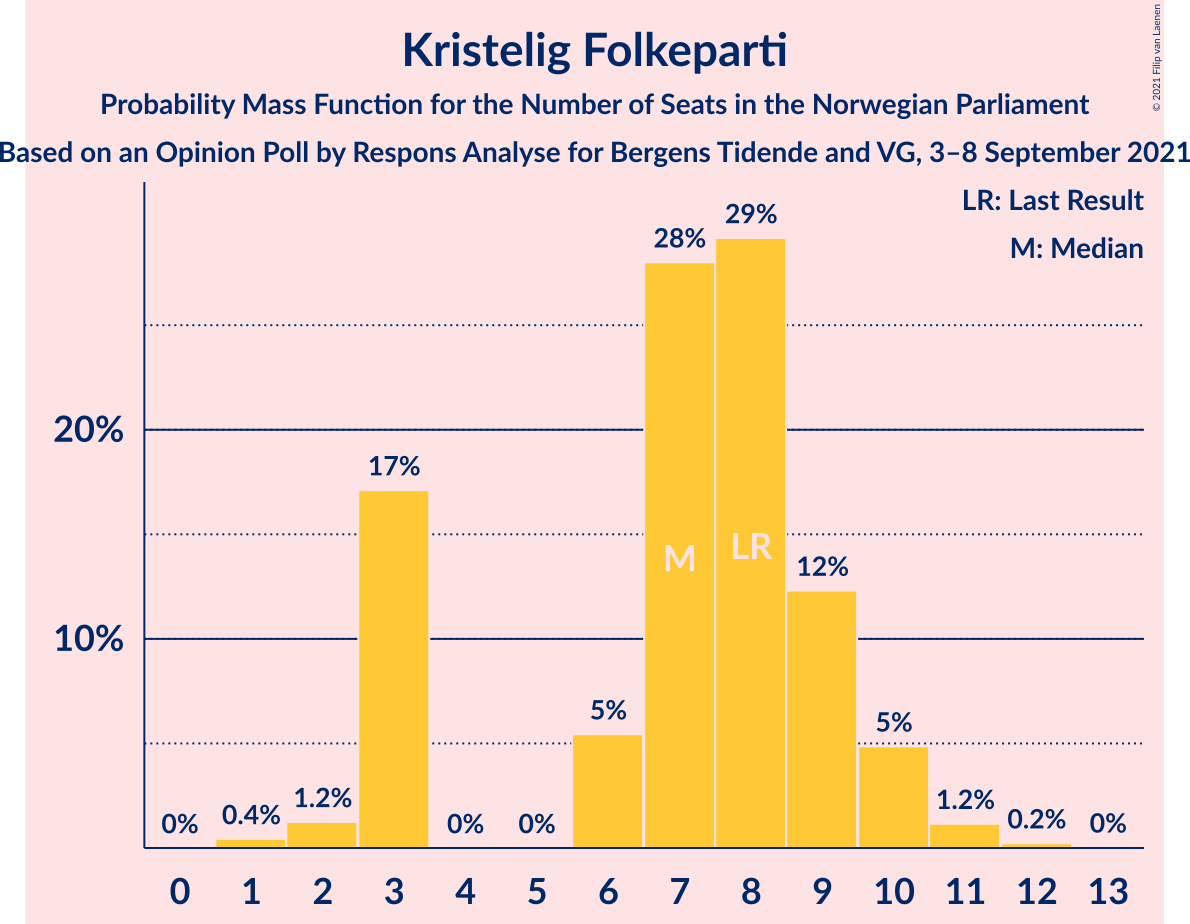 Kristelig Folkeparti
Probability Mass Function for the Number of Seats in the Norwegian Parliament
Based on an Opinion Poll by Respons Analyse for Bergens Tidende and VG, 3–8 September 2021
© 2021 Filip van Laenen
LR: Last Result
M: Median
20%
10%
0%
0.4%
1.2%
17%
0%
0%
5%
28%
29%
12%
5%
1.2%
0.2%
0%
M
LR
0 1 2 3 4 5 6 7 8 9 10 11 12 13